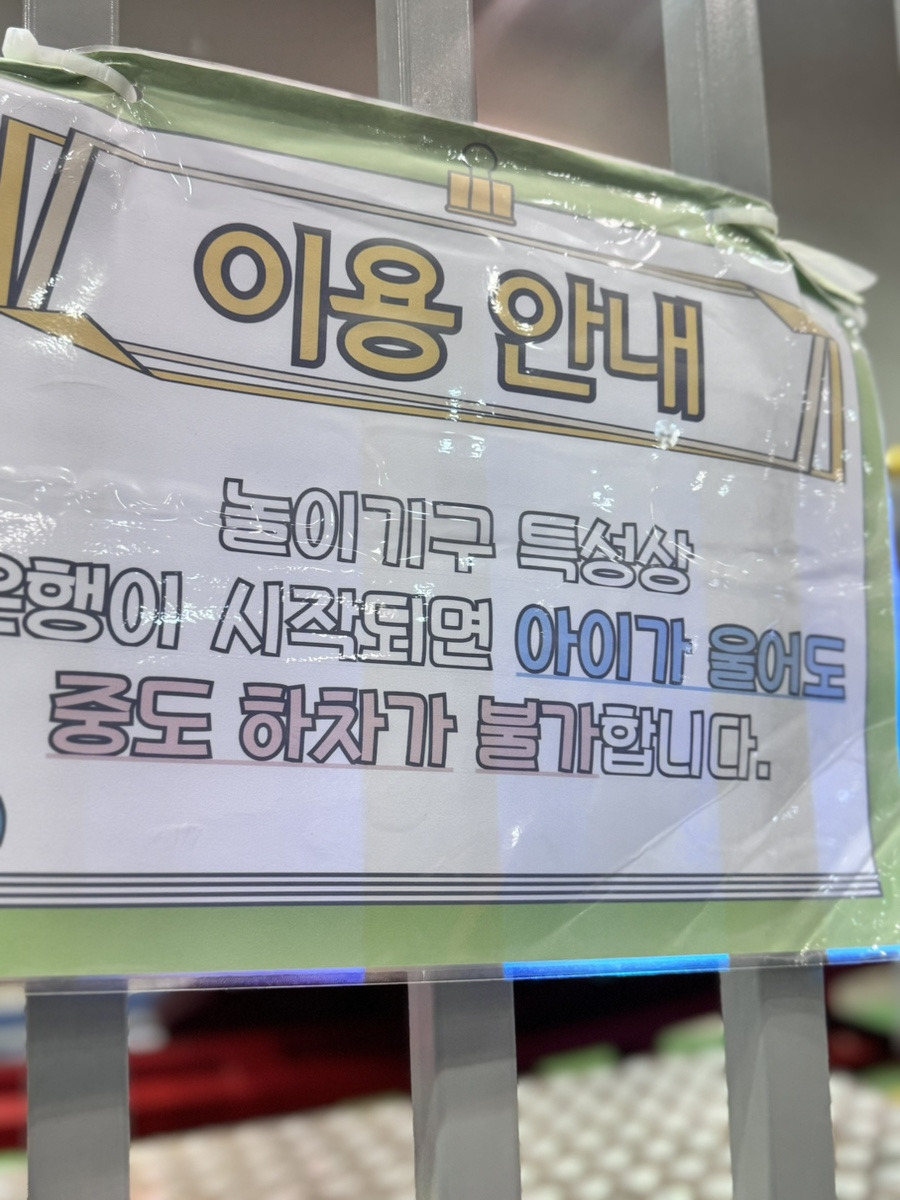 이용 안내
놀이기구 특성상
운행이 시작되면 아이가 울어도
중도 하차가 불가합니다.